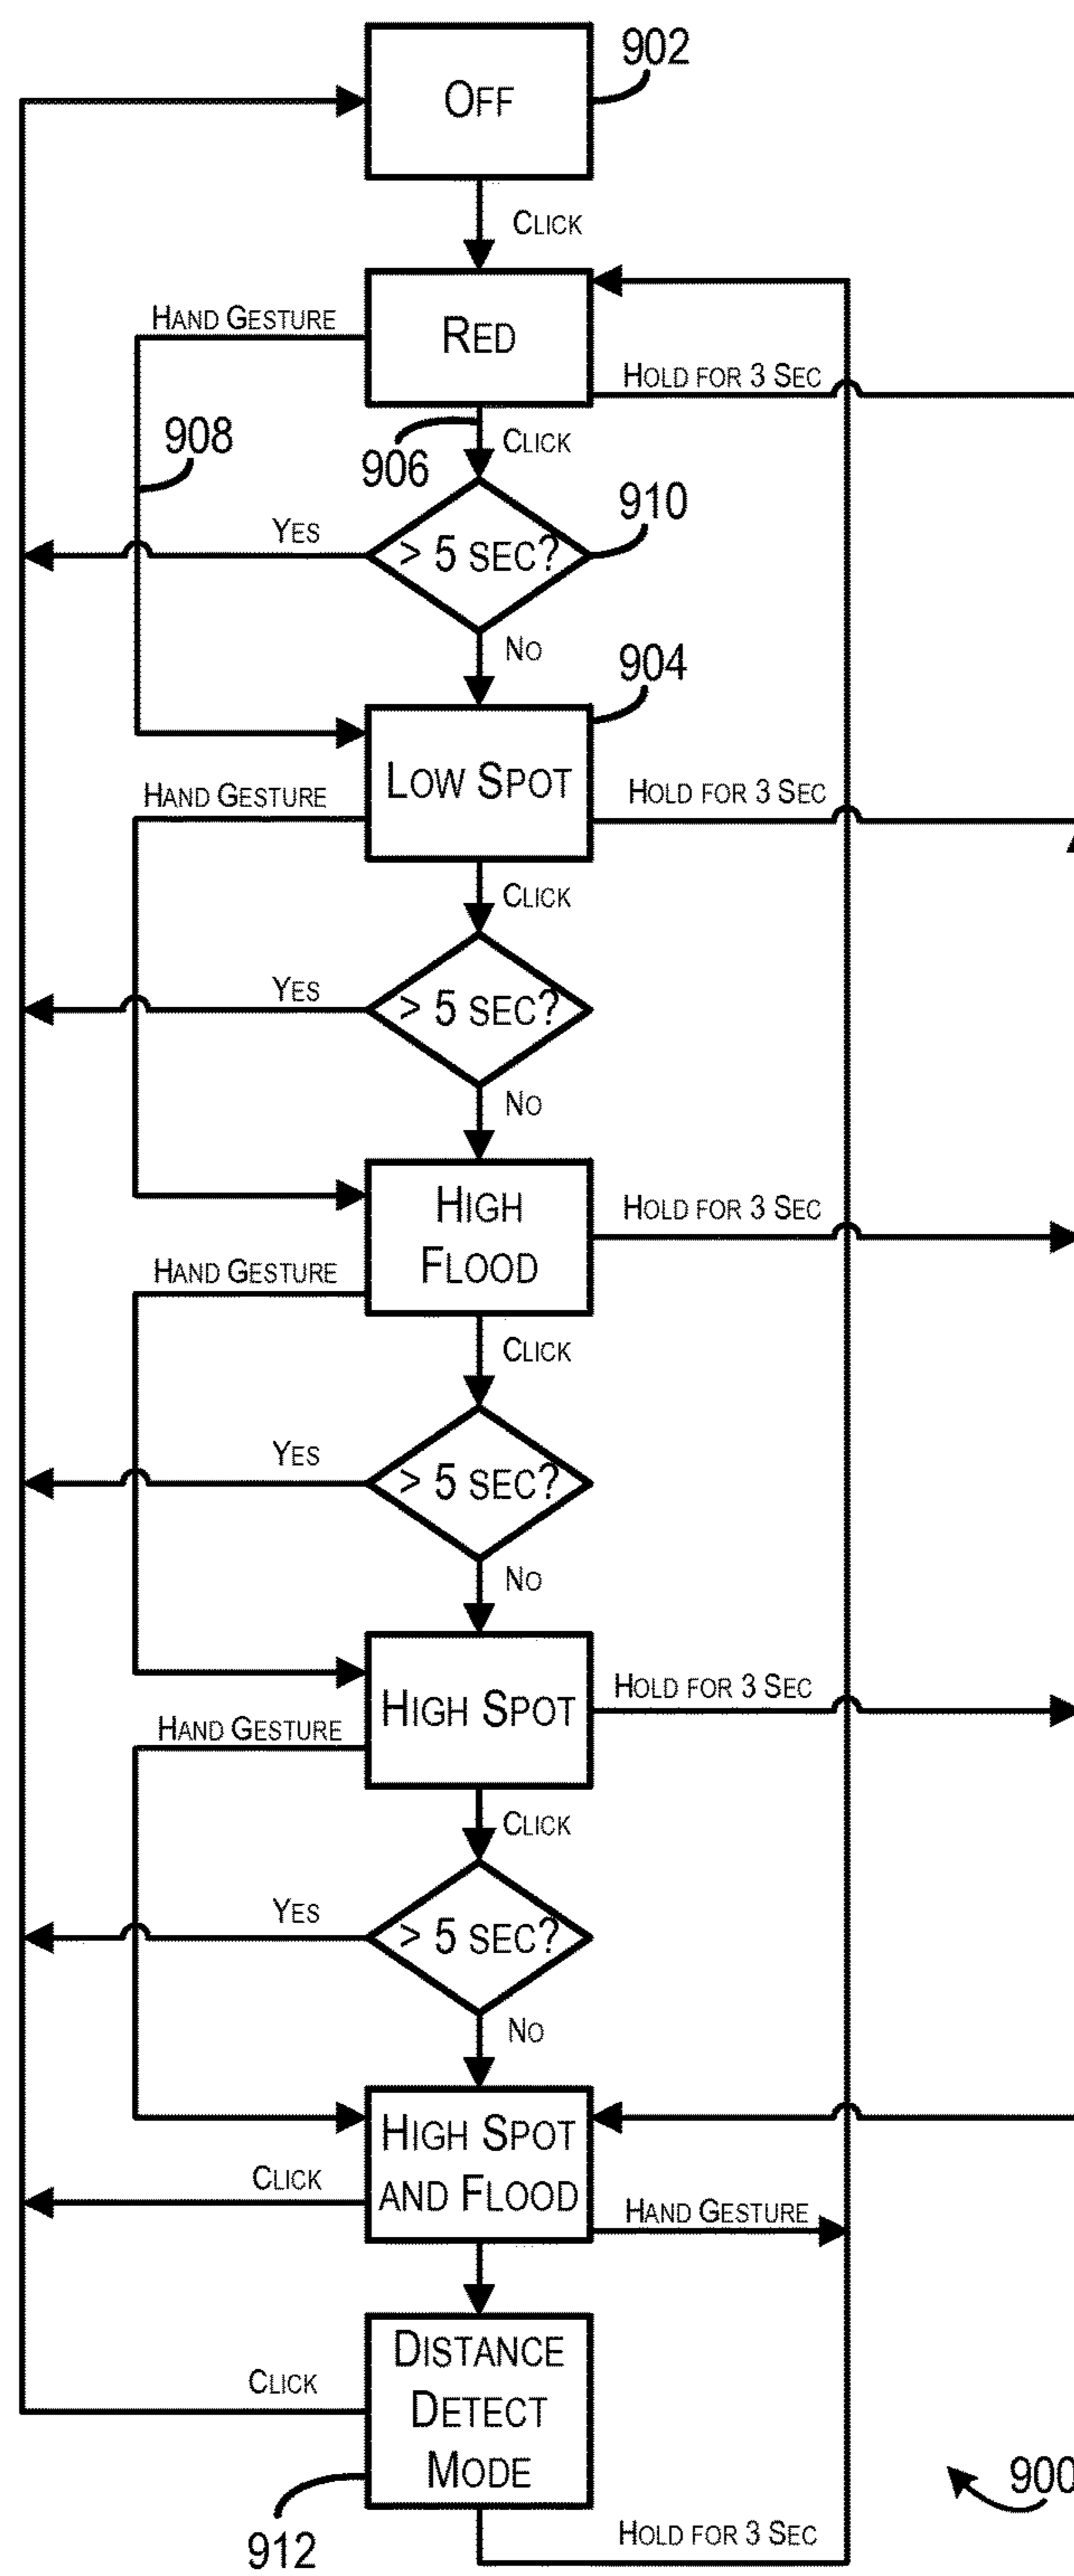 902
OFF
CLICK
HAND GESTURE
RED
HOLD FOR 3 SEC
908
906
CLICK
910
YES
> 5 SEC?
NO
904
LOW SPOT
HAND GESTURE
HOLD FOR 3 SEC
CLICK
YES
> 5 SEC?
NO
HIGH
FLOOD
HOLD FOR 3 SEC
HAND GESTURE
CLICK
YES
> 5 SEC?
NO
HIGH SPOT
HOLD FOR 3 SEC
HAND GESTURE
CLICK
YES
> 5 SEC?
NO
HIGH SPOT
AND FLOOD
CLICK
HAND GESTURE
DISTANCE
DETECT
MODE
CLICK
900
HOLD FOR 3 SEC
912